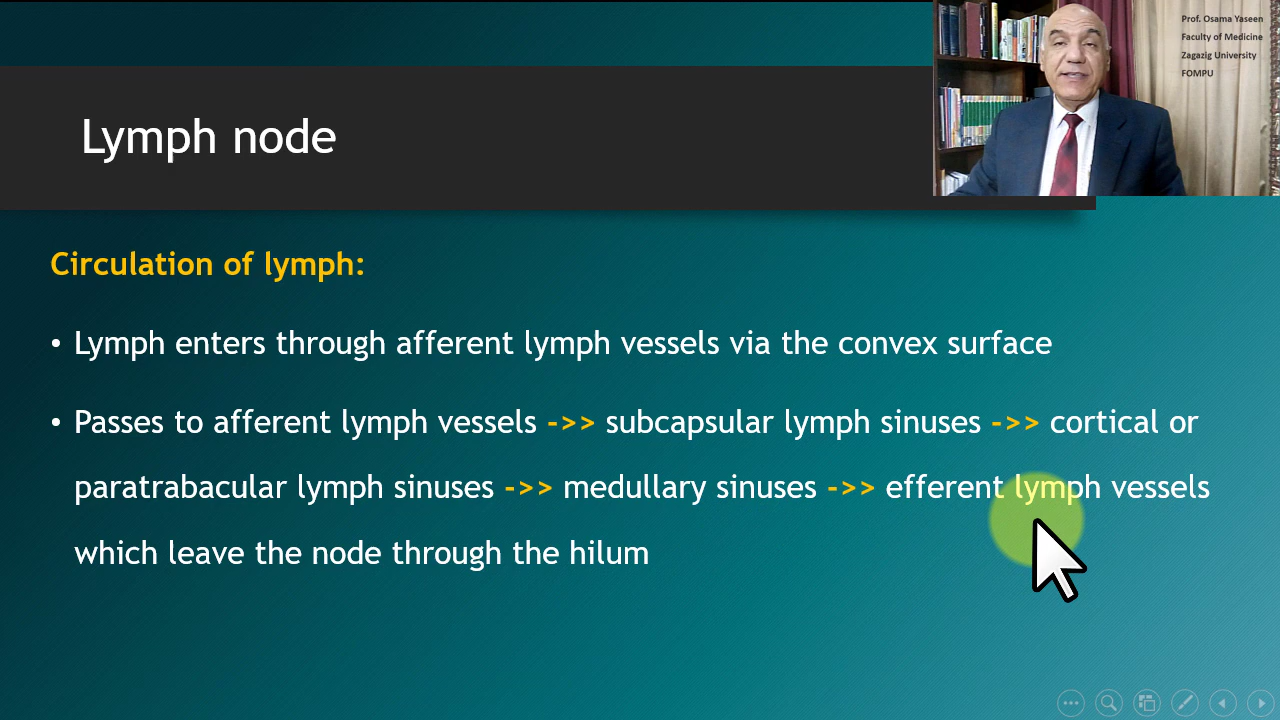 Prof. Osama Yaseen
Faculty of Medicine
Zagazig University
FOMPU
Lymph node
Circulation of lymph:
• Lymph enters through afferent lymph vessels via the convex surface
• Passes to afferent lymph vessels ->> subcapsular lymph sinuses ->> cortical or
paratrabacular lymph sinuses ->> medullary sinuses ->> efferent lymph vessels
which leave the node through the hilum